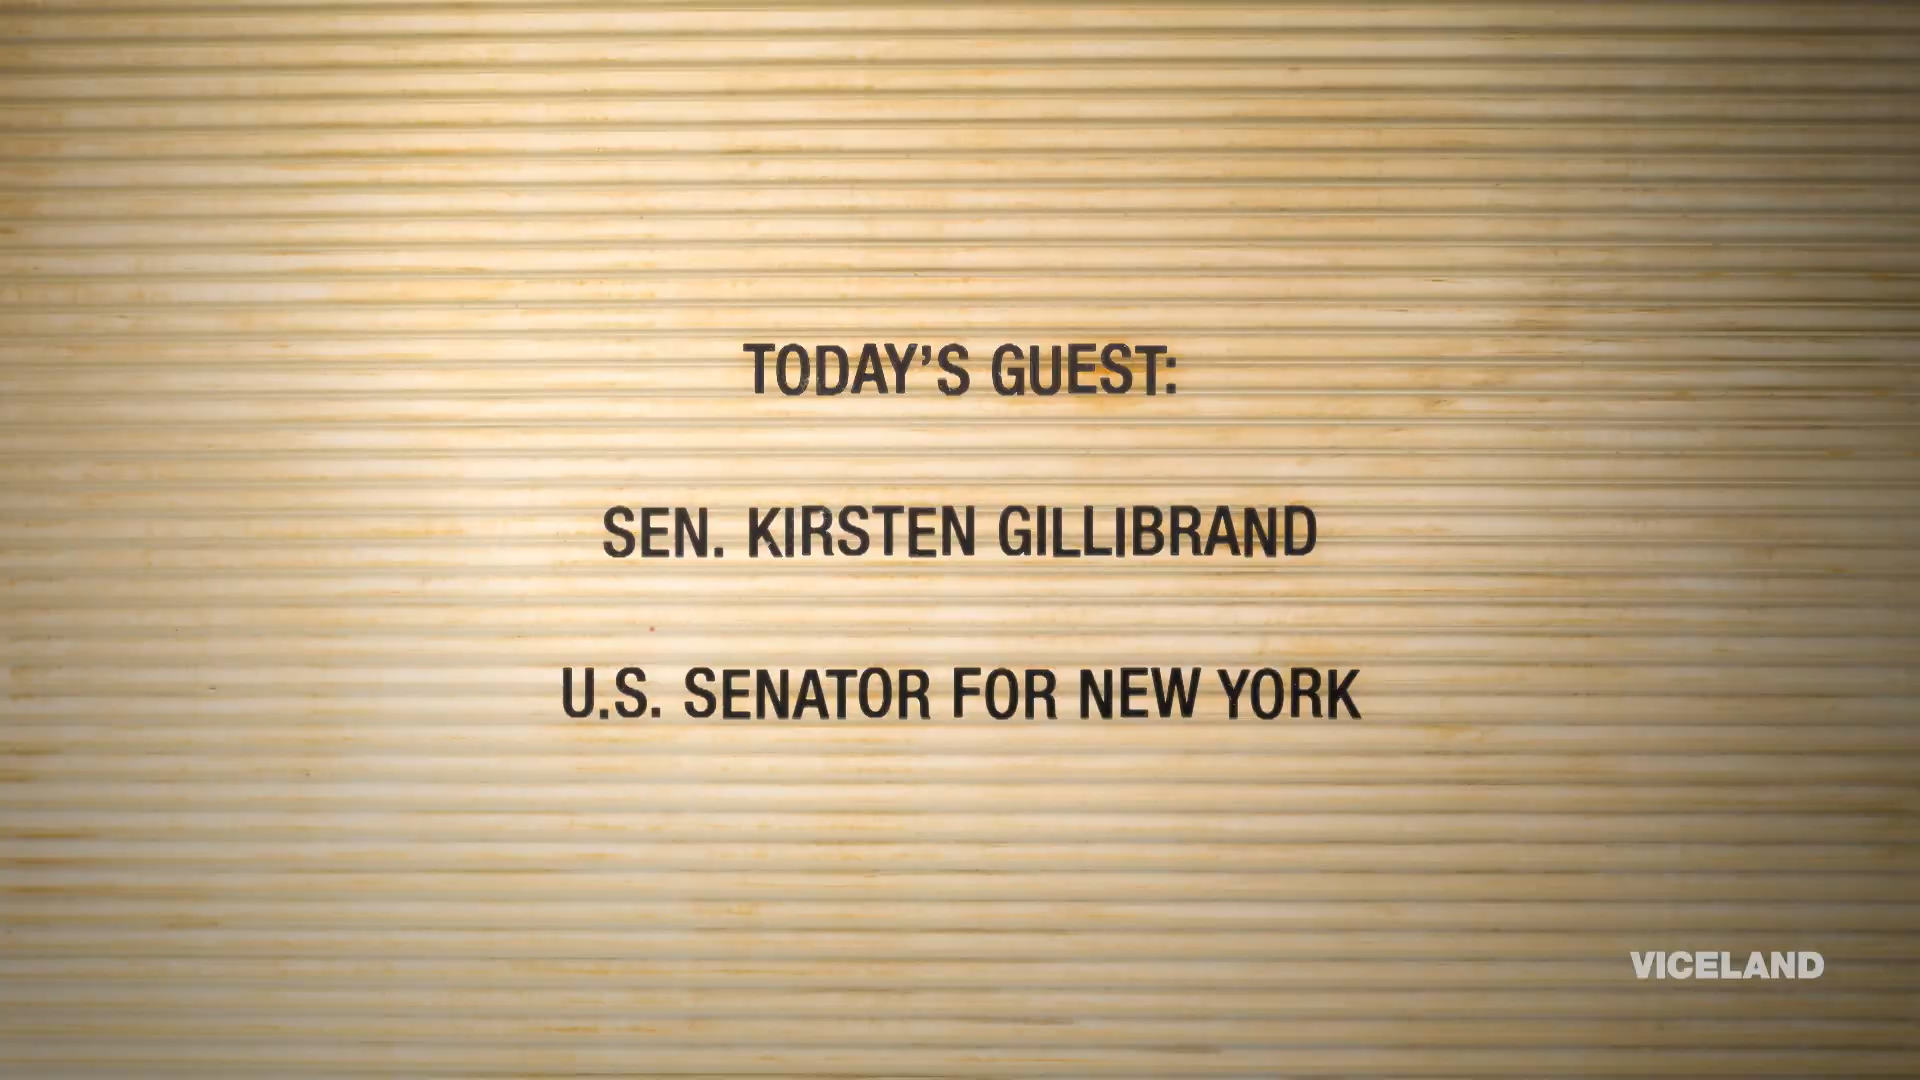 TODAY'S GUEST:
SEN. KIRSTEN GILLIBRAND
U.S. SENATOR FOR NEW YORK
VICELAND